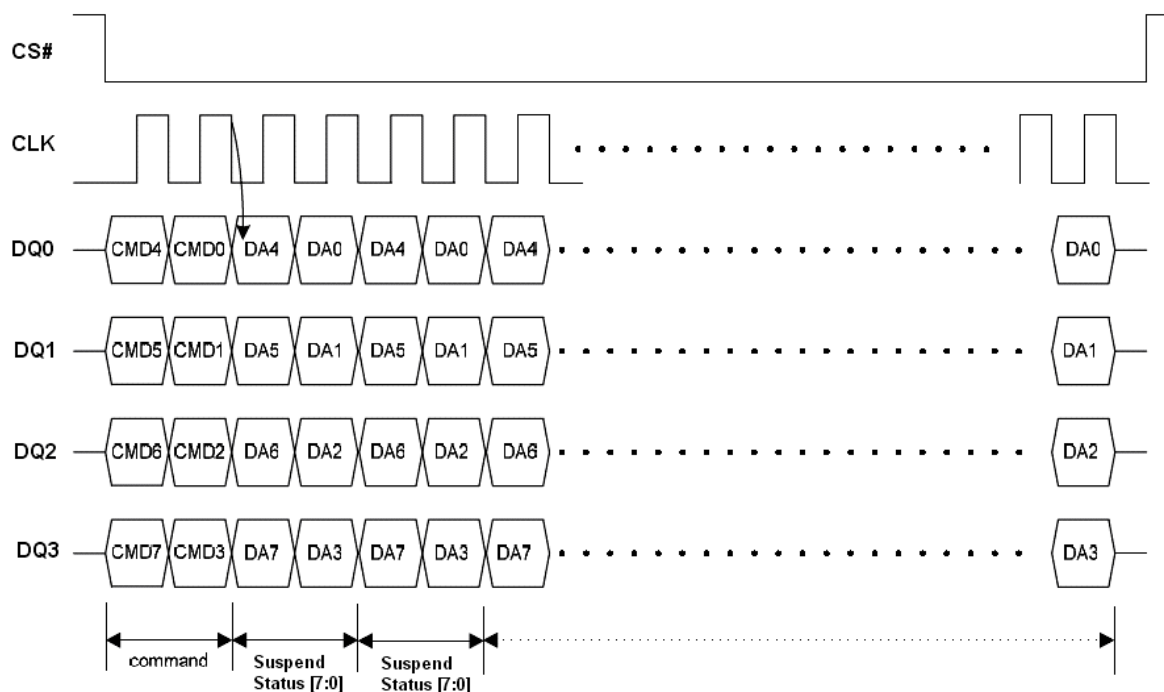 CS#
CLK
DQ0 CMD4 CMD0 DA4 DA0 DA4 DA0 DA4 DA0
DQ1 CMD5 CMD1 DA5 DA1 DA5 DA1 DA5 DA1
DQ2 CMD6 CMD2 DA6 DA2 DA6 DA2 DA6 DA2
DQ3 CMD7 CMD3 DA7 DA3 DA7 DA3 DA7 DA3
command Suspend Suspend
Status [7:0] Status [7:0]